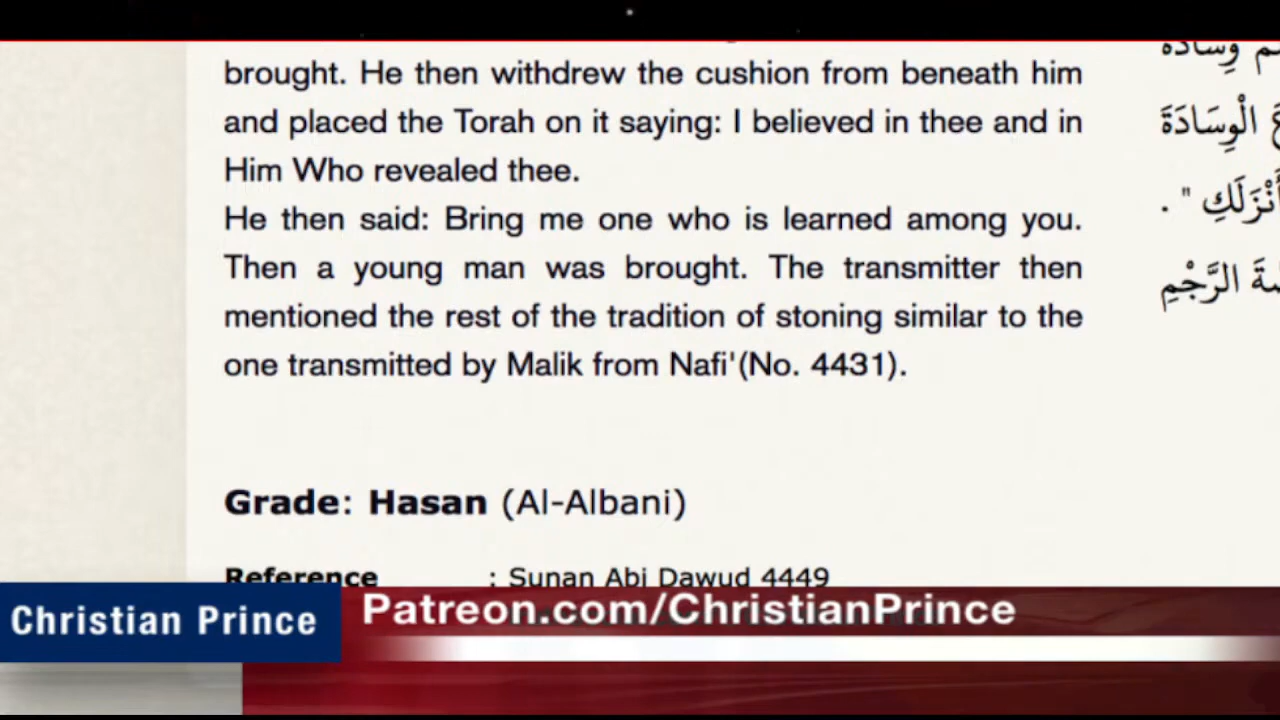 brought. He then withdrew the cushion from beneath him
and placed the Torah on it saying: I believed in thee and in
Him Who revealed thee.
He then said: Bring me one who is learned among you.
Then a young man was brought. The transmitter then
mentioned the rest of the tradition of stoning similar to the
one transmitted by Malik from Nafi'(No. 4431).
وِسَادَةً
الْوِسَادَةَ
أَنْزَلَكِ " .
الرَّجْمِ
Grade: Hasan (Al-Albani)
Reference : Sunan Abi Dawud 4449
Christian Prince
Patreon.com/ChristianPrince